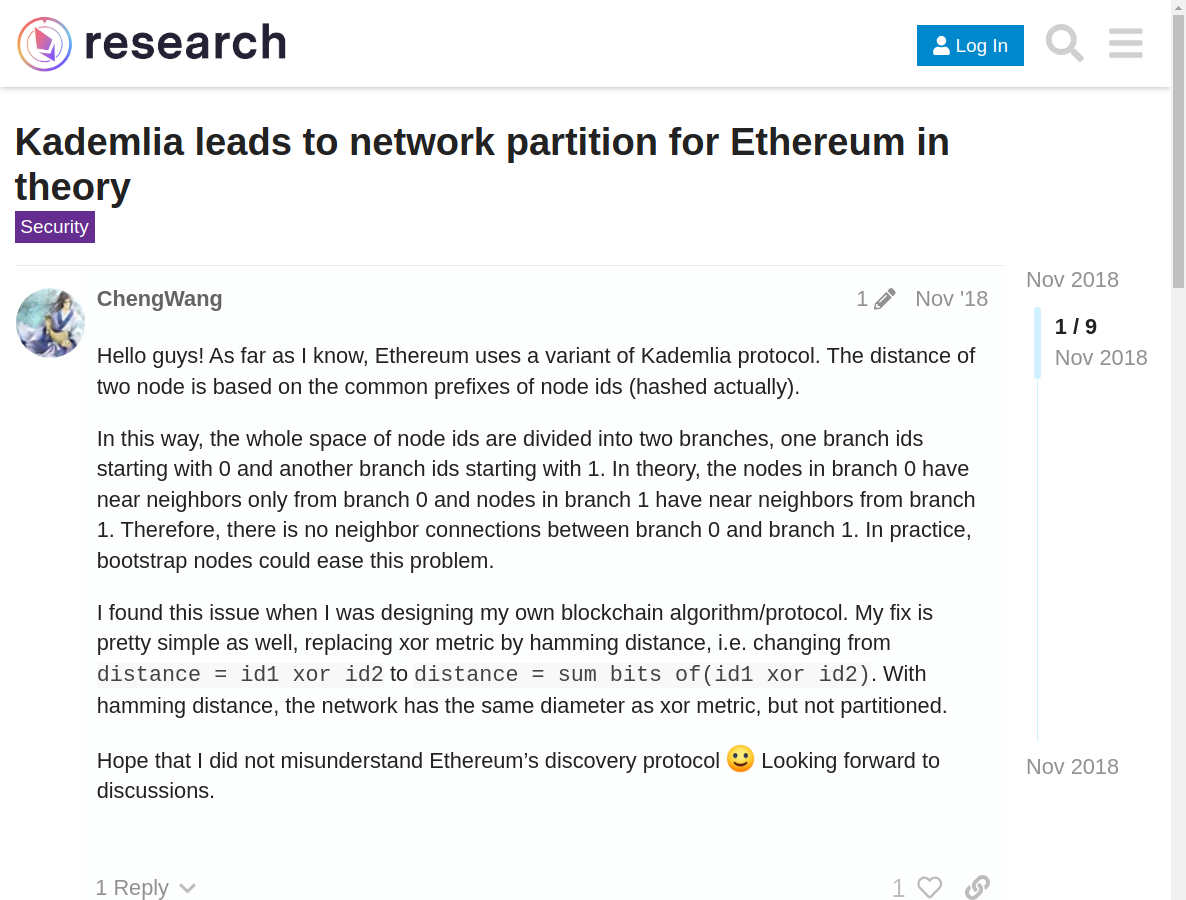 research
Log In
Kademlia leads to network partition for Ethereum in
theory
Security
ChengWang
1
Nov '18
Hello guys! As far as I know, Ethereum uses a variant of Kademlia protocol. The distance of
two node is based on the common prefixes of node ids (hashed actually).
In this way, the whole space of node ids are divided into two branches, one branch ids
starting with 0 and another branch ids starting with 1. In theory, the nodes in branch 0 have
near neighbors only from branch 0 and nodes in branch 1 have near neighbors from branch
1. Therefore, there is no neighbor connections between branch 0 and branch 1. In practice,
bootstrap nodes could ease this problem.
I found this issue when I was designing my own blockchain algorithm/protocol. My fix is
pretty simple as well, replacing xor metric by hamming distance, i.e. changing from
distance = id1 xor id2 to distance = sum bits of(id1 xor id2). With
hamming distance, the network has the same diameter as xor metric, but not partitioned.
Hope that I did not misunderstand Ethereum’s discovery protocol 🙂 Looking forward to
discussions.
1 Reply
1
Nov 2018
1 / 9
Nov 2018
Nov 2018